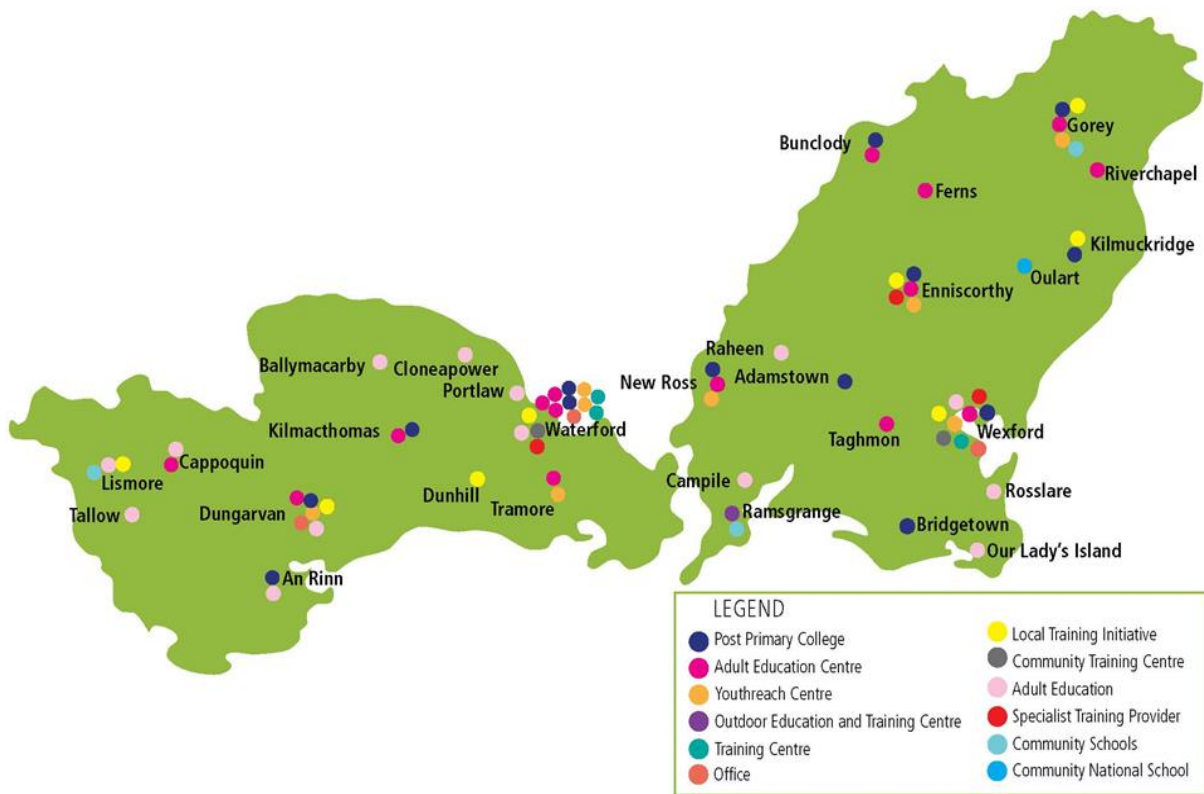 Gorey
Bunclody
Riverchapel
Ferns
Kilmuckridge
Oulart
Enniscorthy
Raheen
Ballymacarby
Cloneapower
New Ross
Adamstown
Portlaw
Waterford
Wexford
Kilmacthomas
Taghmon
Cappoquin
Lismore
Campile
Dunhill
Rosslare
Tramore
Tallow
Dungarvan
Ramsgrange
Bridgetown
Our Lady's Island
An Rinn
LEGEND
Post Primary College
Adult Education Centre
Youthreach Centre
Outdoor Education and Training Centre
Training Centre
Office
Local Training Initiative
Community Training Centre
Adult Education
Specialist Training Provider
Community Schools
Community National School